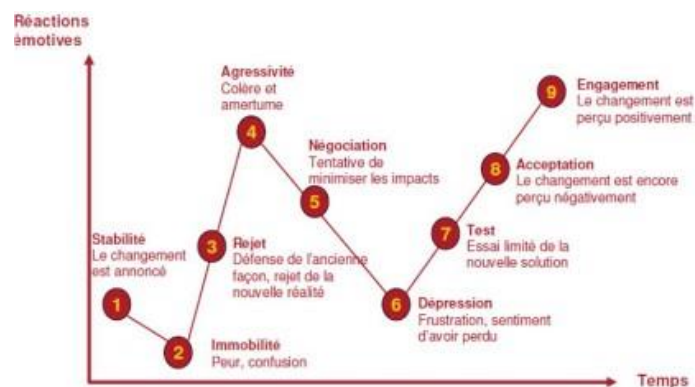 Réactions
émotives
Agressivité
Colère et
amertume
Engagement
Le changement est
perçu positivement
9
4
Négociation
Tentative de
minimiser les impacts
Acceptation
Le changement est encore
perçu négativement
8
5
Stabilité
Le changement
est annoncé
3
Rejet
Défense de l'ancienne
façon, rejet de la
nouvelle réalité
7
Test
Essai limité de la
nouvelle solution
1
6
Dépression
Frustration, sentiment
d'avoir perdu
2
Immobilité
Peur, confusion
Temps